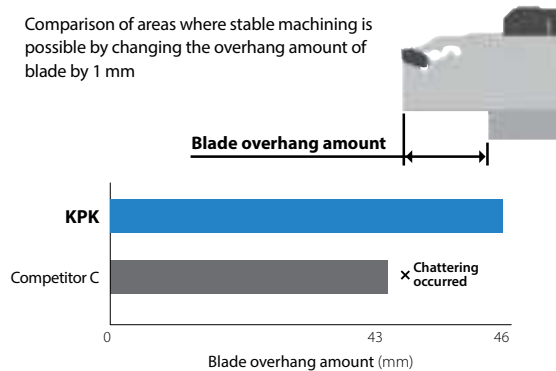 Comparison of areas where stable machining is
possible by changing the overhang amount of
blade by 1 mm
Blade overhang amount
KPK
Competitor C
× Chattering
occurred
0
43
46
Blade overhang amount (mm)